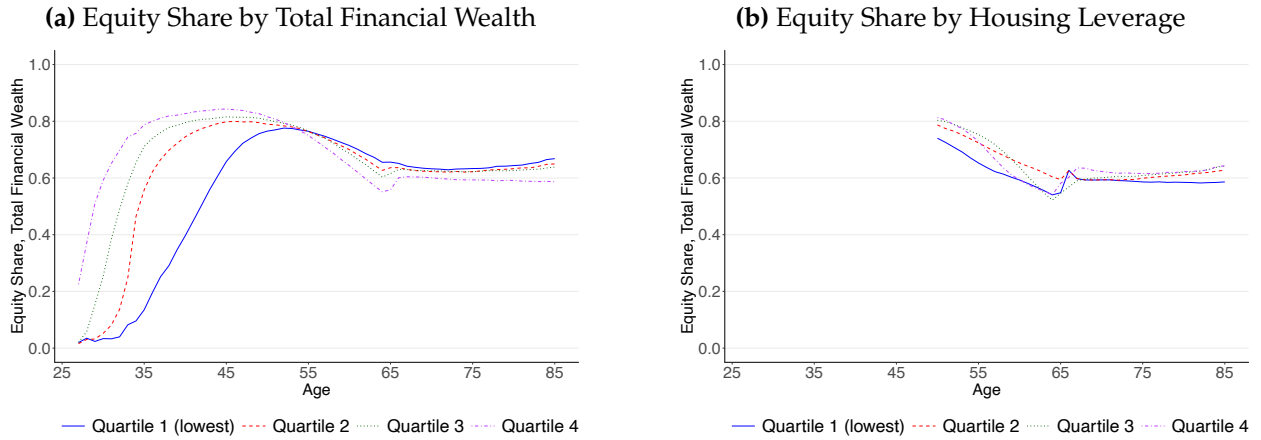 (a) Equity Share by Total Financial Wealth
Equity Share, Total Financial Wealth
1.0
0.8
0.6
0.4
0.2
0.0
25 35 45 55 65 75 85
Age
Quartile 1 (lowest) Quartile 2 Quartile 3 Quartile 4
(b) Equity Share by Housing Leverage
Equity Share, Total Financial Wealth
1.0
0.8
0.6
0.4
0.2
0.0
25 35 45 55 65 75 85
Age
Quartile 1 (lowest) Quartile 2 Quartile 3 Quartile 4